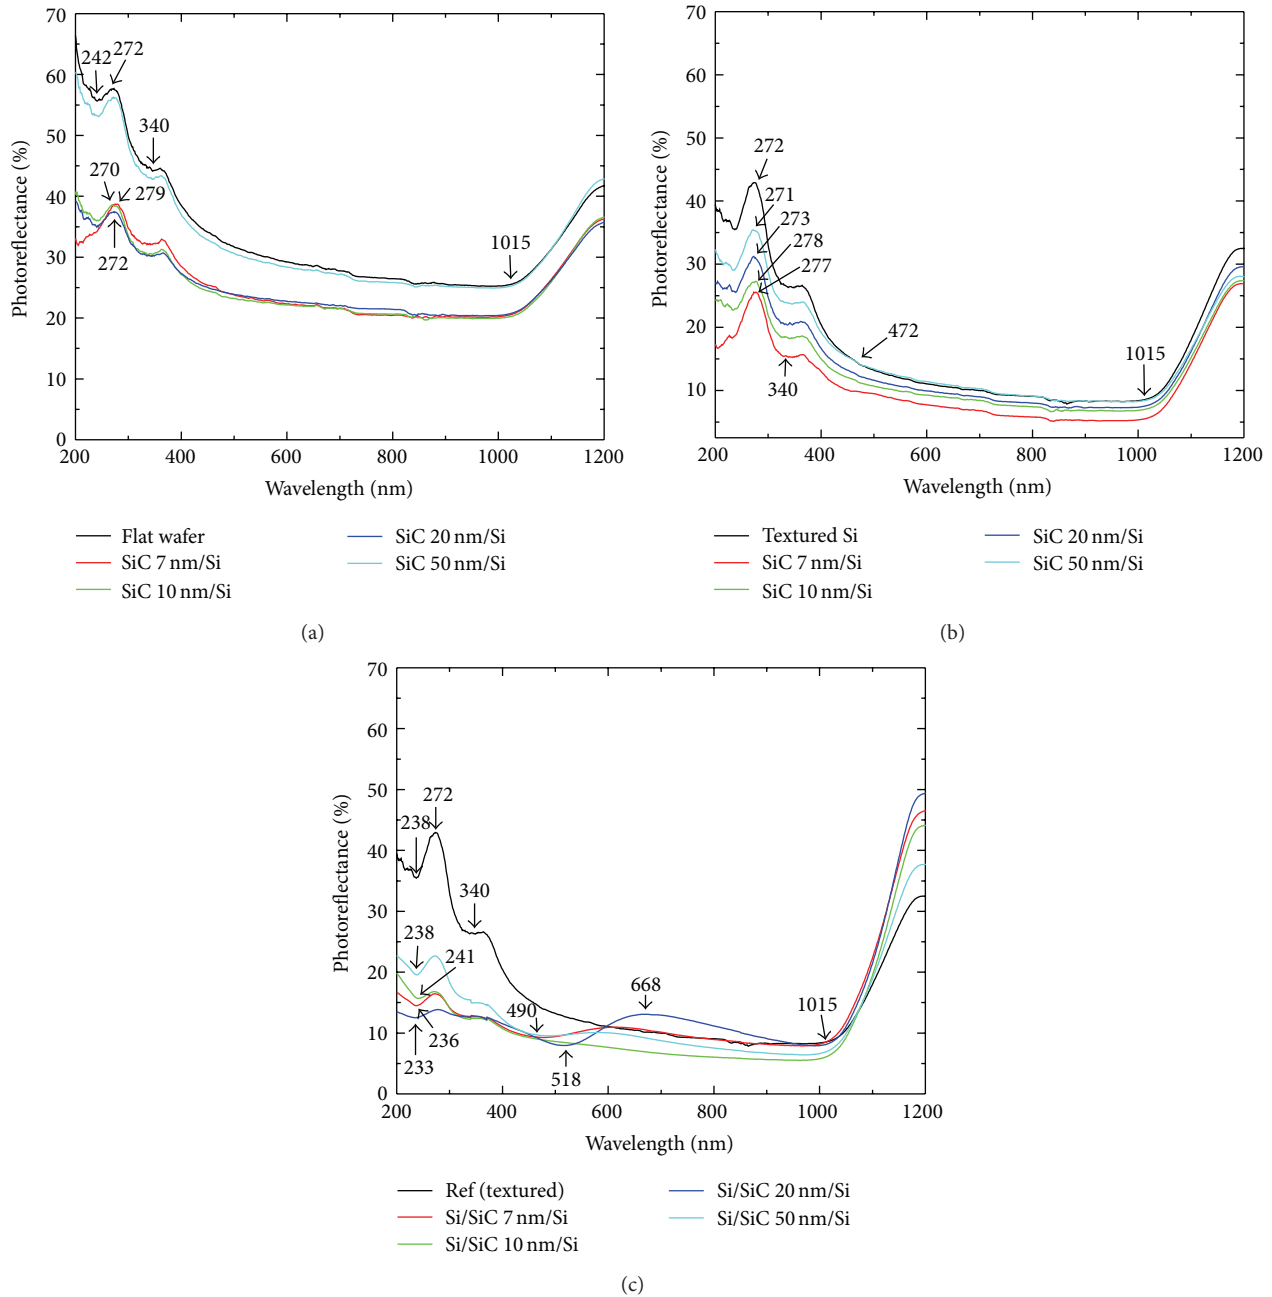 70
60
50
40
30
20
10
0
Photoreflectance (%)
242
272
340
270
279
272
1015
200
400
600
800
1000
1200
Wavelength (nm)
Flat wafer
SiC 7 nm/Si
SiC 10 nm/Si
SiC 20 nm/Si
SiC 50 nm/Si
(a)
70
60
50
40
30
20
10
Photoreflectance (%)
272
271
273
278
277
472
340
1015
200
400
600
800
1000
1200
Wavelength (nm)
Textured Si
SiC 7 nm/Si
SiC 10 nm/Si
SiC 20 nm/Si
SiC 50 nm/Si
(b)
70
60
50
40
30
20
10
0
Photoreflectance (%)
272
238
340
238
241
490
668
1015
236
233
518
200
400
600
800
1000
1200
Wavelength (nm)
Ref (textured)
Si/SiC 7 nm/Si
Si/SiC 10 nm/Si
Si/SiC 20 nm/Si
Si/SiC 50 nm/Si
(c)